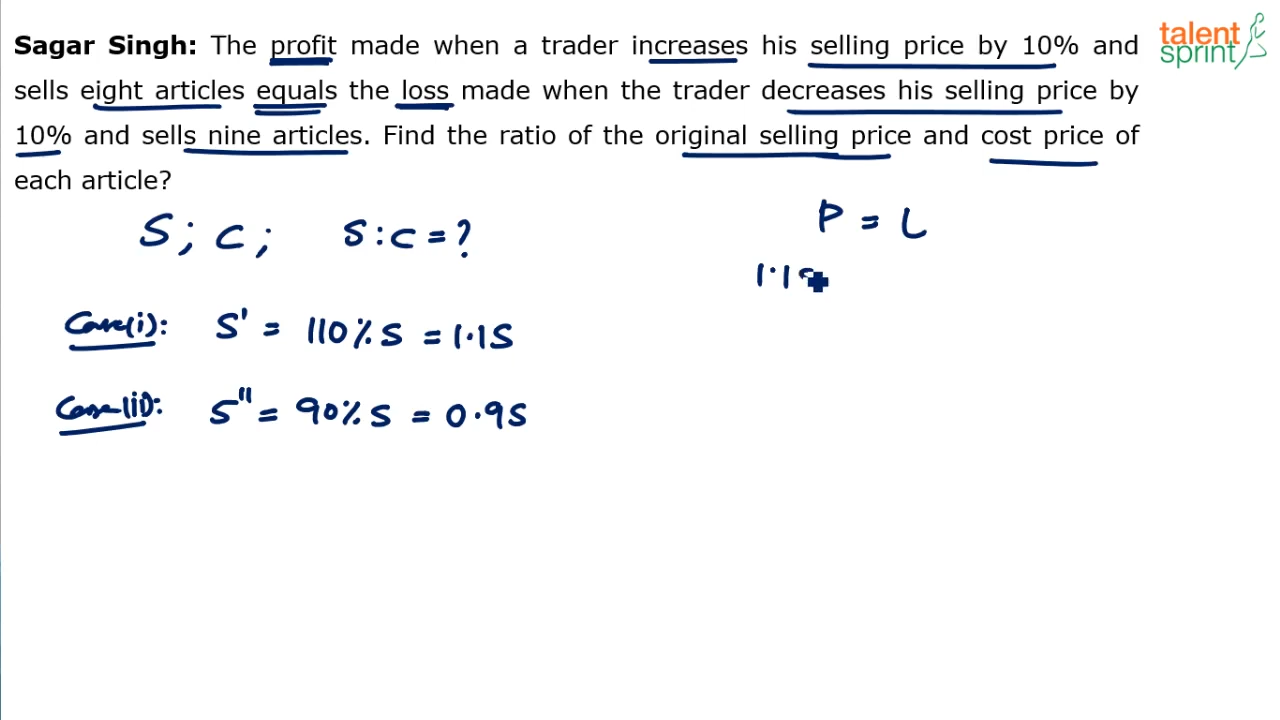 Sagar Singh: The profit made when a trader increases his selling price by 10% and
sells eight articles equals the loss made when the trader decreases his selling price by
10% and sells nine articles. Find the ratio of the original selling price and cost price of
each article?
talent
sprint
S ; C ; S : C = ?
P = L
1.1S
Case(i): S' = 110% S = 1.1S
Case(ii): S" = 90% S = 0.9S